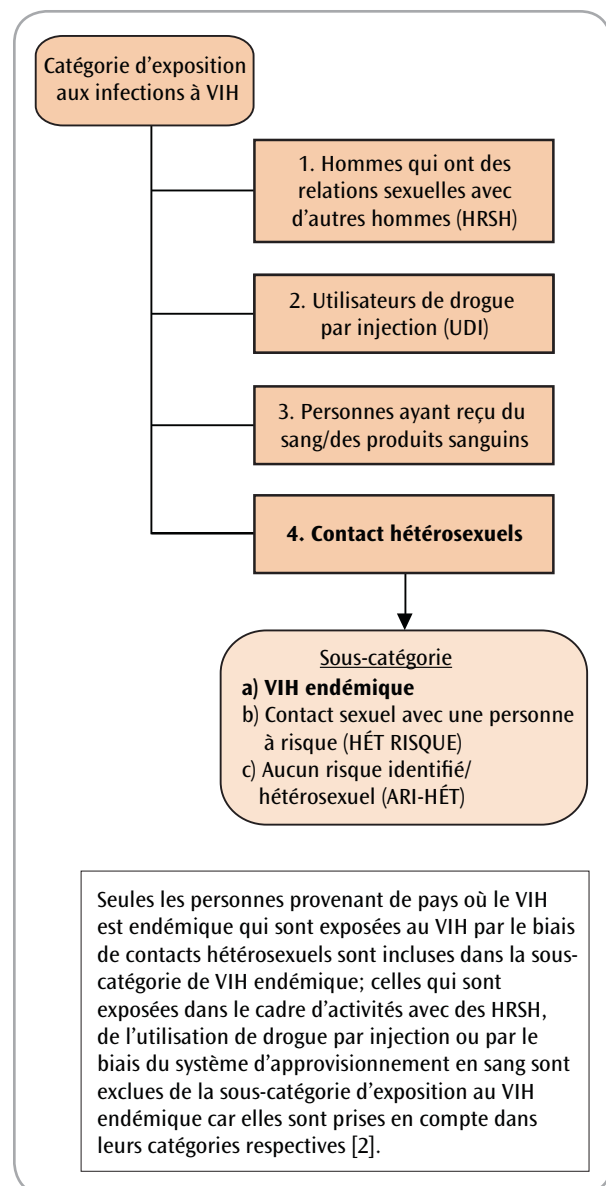 Catégorie d'exposition
aux infections à VIH
1. Hommes qui ont des
relations sexuelles avec
d'autres hommes (HRSH)
2. Utilisateurs de drogue
par injection (UDI)
3. Personnes ayant reçu du
sang/des produits sanguins
4. Contact hétérosexuels
Sous-catégorie
a) VIH endémique
b) Contact sexuel avec une personne
à risque (HÉT RISQUE)
c) Aucun risque identifié/
hétérosexuel (ARI-HÉT)
Seules les personnes provenant de pays où le VIH
est endémique qui sont exposées au VIH par le biais
de contacts hétérosexuels sont incluses dans la sous-
catégorie de VIH endémique; celles qui sont
exposées dans le cadre d'activités avec des HRSH,
de l'utilisation de drogue par injection ou par le
biais du système d'approvisionnement en sang sont
exclues de la sous-catégorie d'exposition au VIH
endémique car elles sont prises en compte dans
leurs catégories respectives [2].